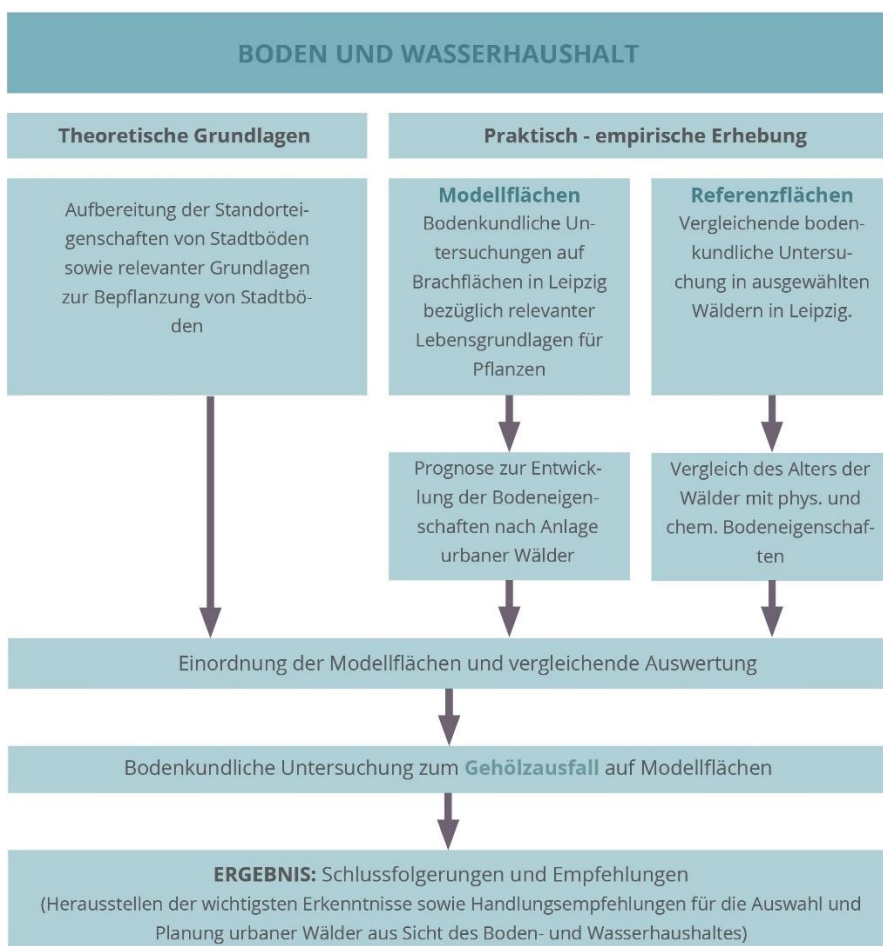 BODEN UND WASSERHAUSHALT
Theoretische Grundlagen
Praktisch - empirische Erhebung
Aufbereitung der Standortei-
genschaften von Stadtböden
sowie relevanter Grundlagen
zur Bepflanzung von Stadtbö-
den
Modellflächen
Bodenkundliche Un-
tersuchungen auf
Brachflächen in Leipzig
bezüglich relevanter
Lebensgrundlagen für
Pflanzen
Referenzflächen
Vergleichende boden-
kundliche Untersu-
chung in ausgewählten
Wäldern in Leipzig.
Prognose zur Entwick-
lung der Bodeneigen-
schaften nach Anlage
urbaner Wälder
Vergleich des Alters der
Wälder mit phys. und
chem. Bodeneigenschaf-
ten
Einordnung der Modellflächen und vergleichende Auswertung
Bodenkundliche Untersuchung zum Gehölzausfall auf Modellflächen
ERGEBNIS: Schlussfolgerungen und Empfehlungen
(Herausstellen der wichtigsten Erkenntnisse sowie Handlungsempfehlungen für die Auswahl und
Planung urbaner Wälder aus Sicht des Boden- und Wasserhaushaltes)